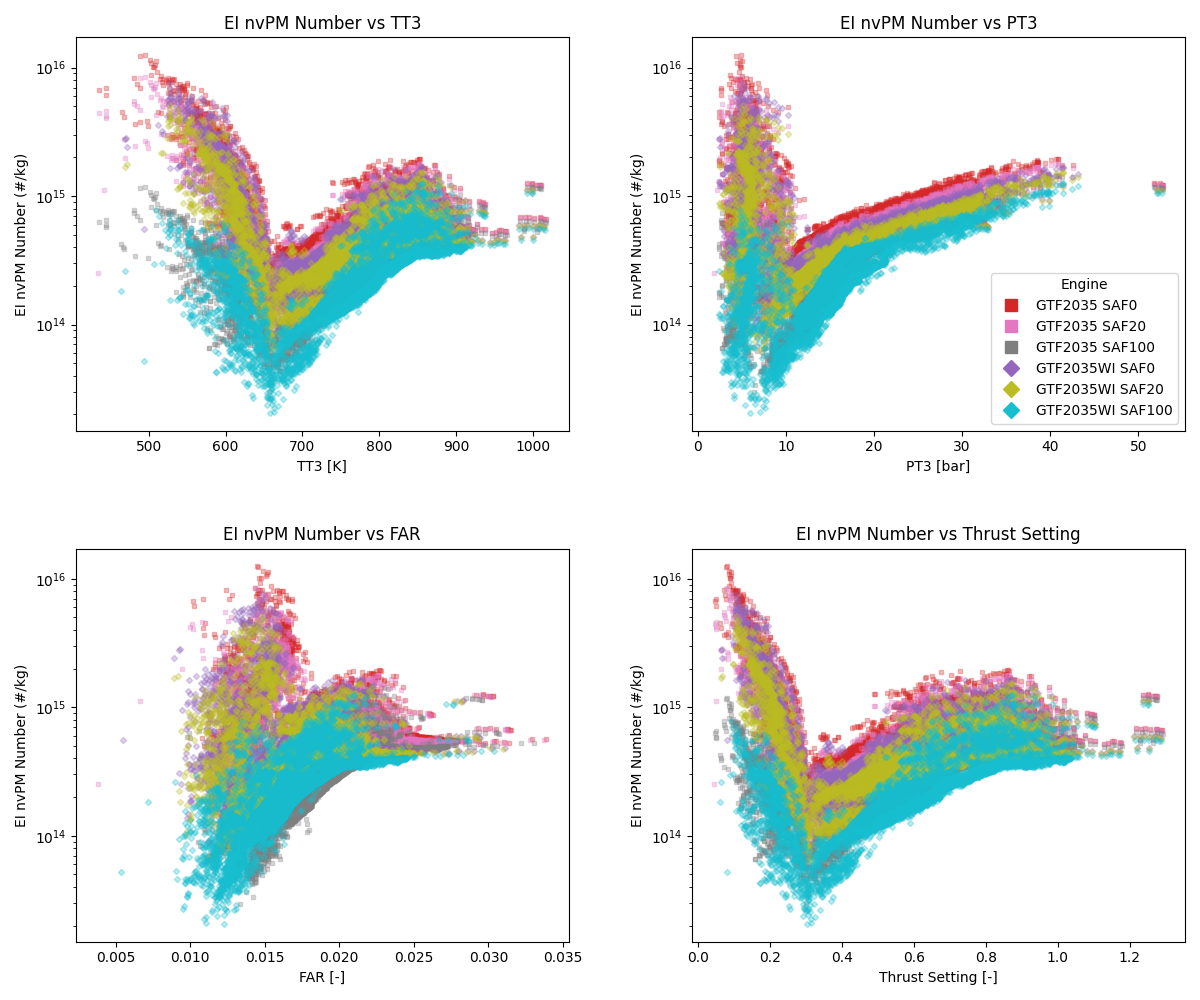 EI nvPM Number vs TT3
EI nvPM Number (#/kg)
10^16
10^15
10^14
500 600 700 800 900 1000
TT3 [K]
EI nvPM Number vs PT3
EI nvPM Number (#/kg)
10^16
10^15
10^14
0 10 20 30 40 50
PT3 [bar]
Engine
GTF2035 SAF0
GTF2035 SAF20
GTF2035 SAF100
GTF2035WI SAF0
GTF2035WI SAF20
GTF2035WI SAF100
EI nvPM Number vs FAR
EI nvPM Number (#/kg)
10^16
10^15
10^14
0.005 0.010 0.015 0.020 0.025 0.030 0.035
FAR [-]
EI nvPM Number vs Thrust Setting
EI nvPM Number (#/kg)
10^16
10^15
10^14
0.0 0.2 0.4 0.6 0.8 1.0 1.2
Thrust Setting [-]